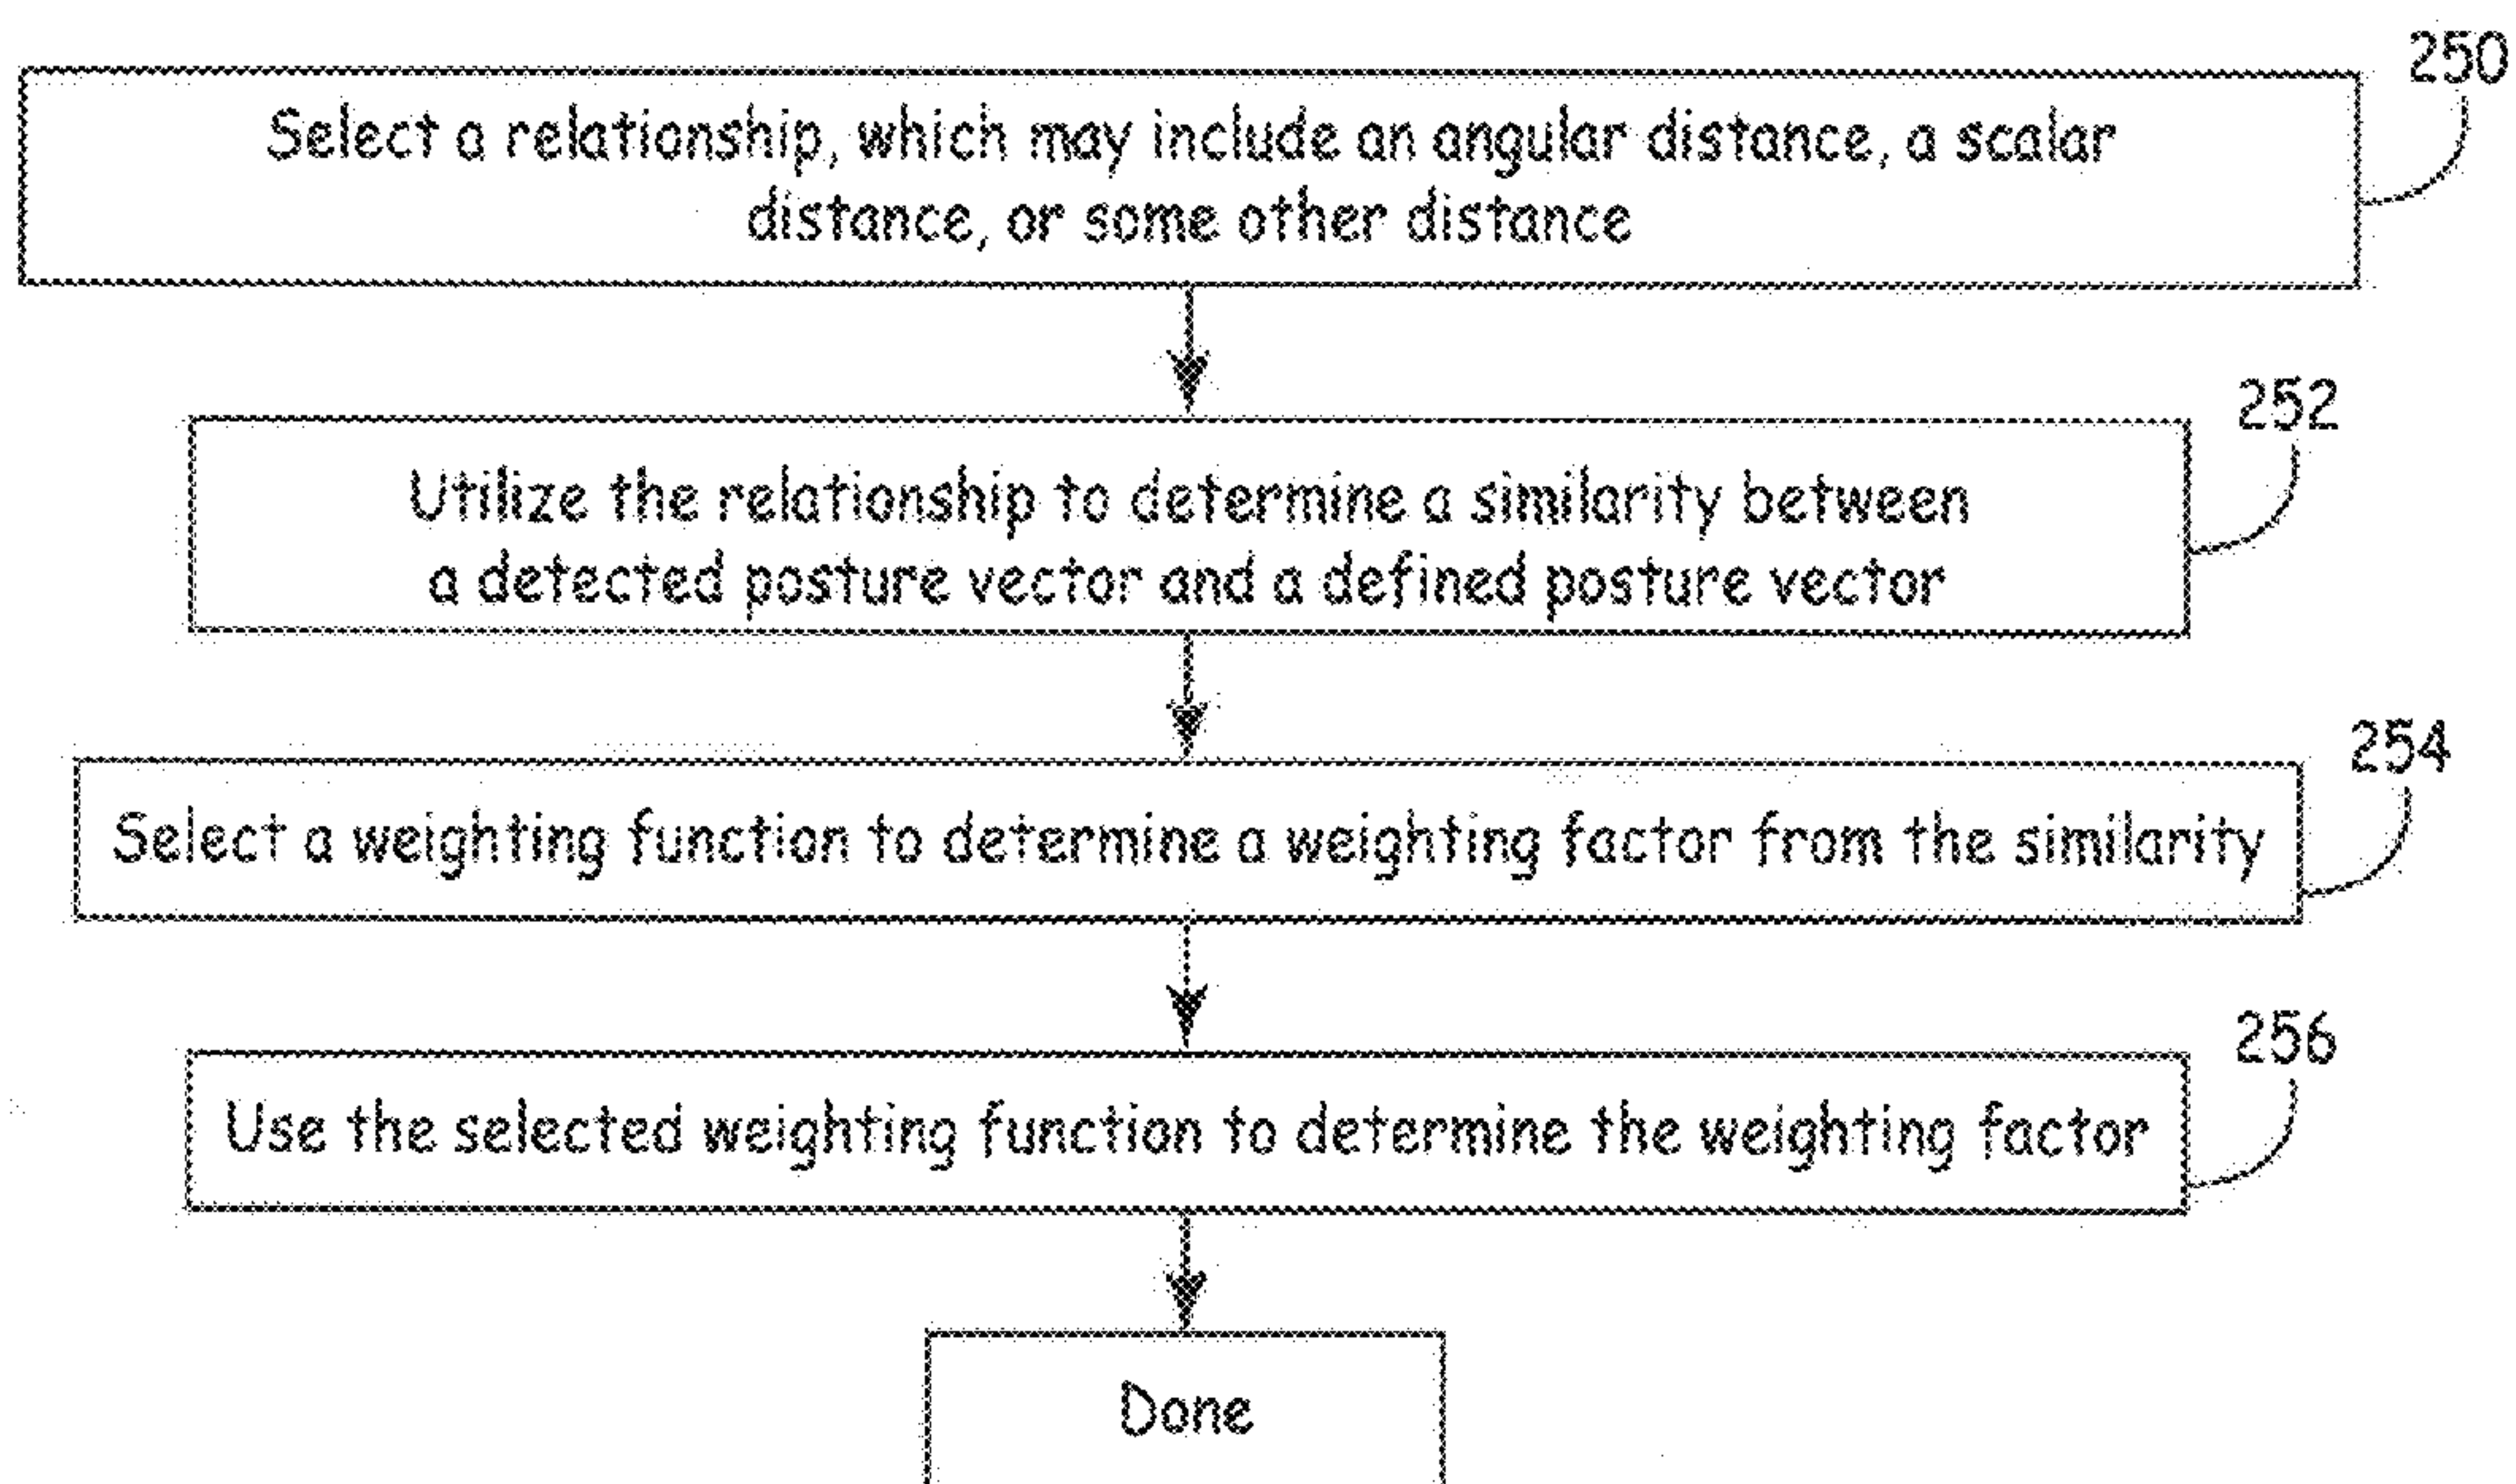 250
Select a relationship, which may include an angular distance, a scalar
distance, or some other distance
252
Utilize the relationship to determine a similarity between
a detected posture vector and a defined posture vector
254
Select a weighting function to determine a weighting factor from the similarity
256
Use the selected weighting function to determine the weighting factor
Done